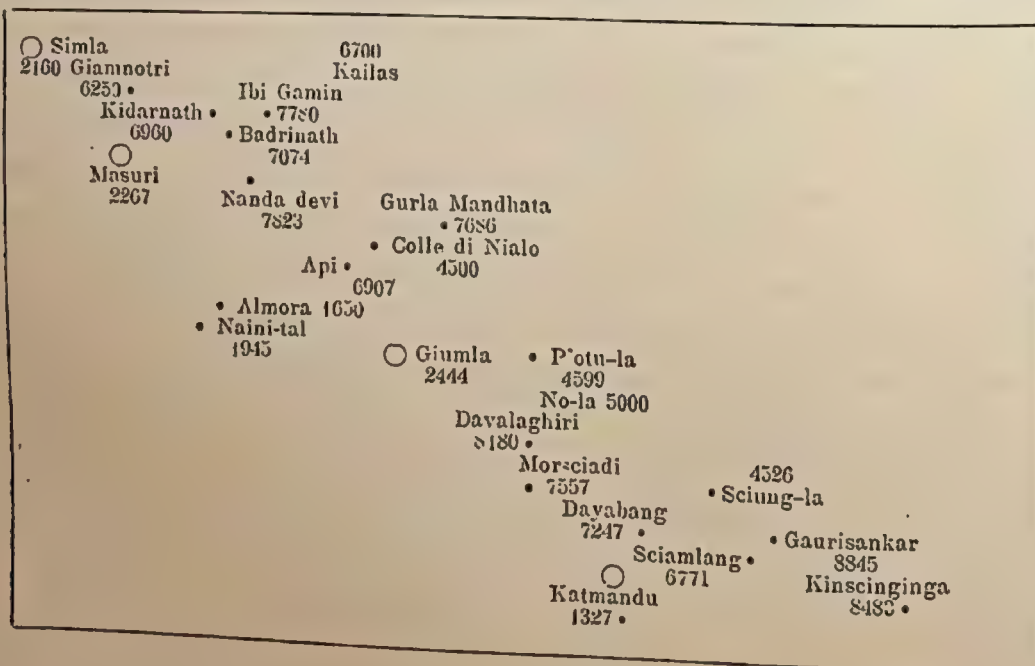 Simla
2160 Giamnotri
6700
Kailas
Ibi Gamin
Kidarnath
7780
6960
Badrinath
7074
Masuri
2267
Nanda devi
7823
Gurla Mandhata
7686
Colle di Nialo
4500
Api
6907
Almora 1650
Naini-tal
1945
Giumla
2444
P'otu-la
4599
No-la 5000
Davalaghiri
8180
Morsciadi
7557
4526
Sciung-la
Dayabang
7247
Gaurisankar
8845
Sciamlang
6771
Katmandu
1327
Kinscinginga